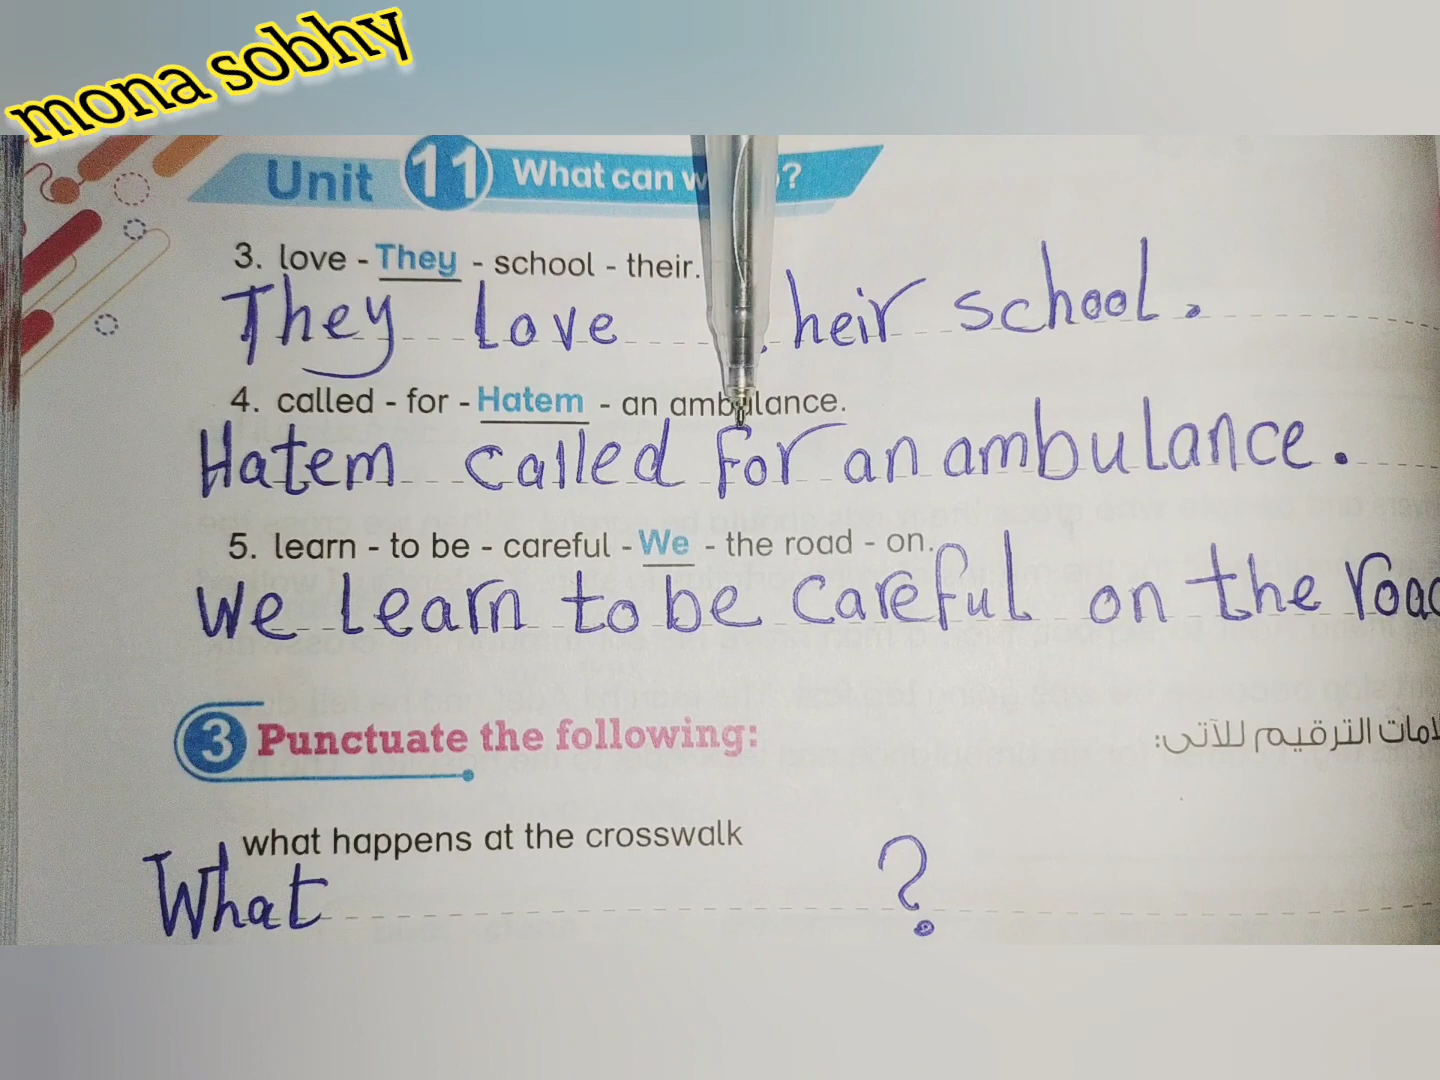 mona sobhy
Unit 11 What can
3. love - They - school - their.
They love heir school.
4. called - for - Hatem - an ambulance.
Hatem called for an ambulance.
5. learn - to be - careful - We - the road - on.
We learn to be careful on the road
3 Punctuate the following:
لامات الترقيم للآتى:
what happens at the crosswalk
What ?